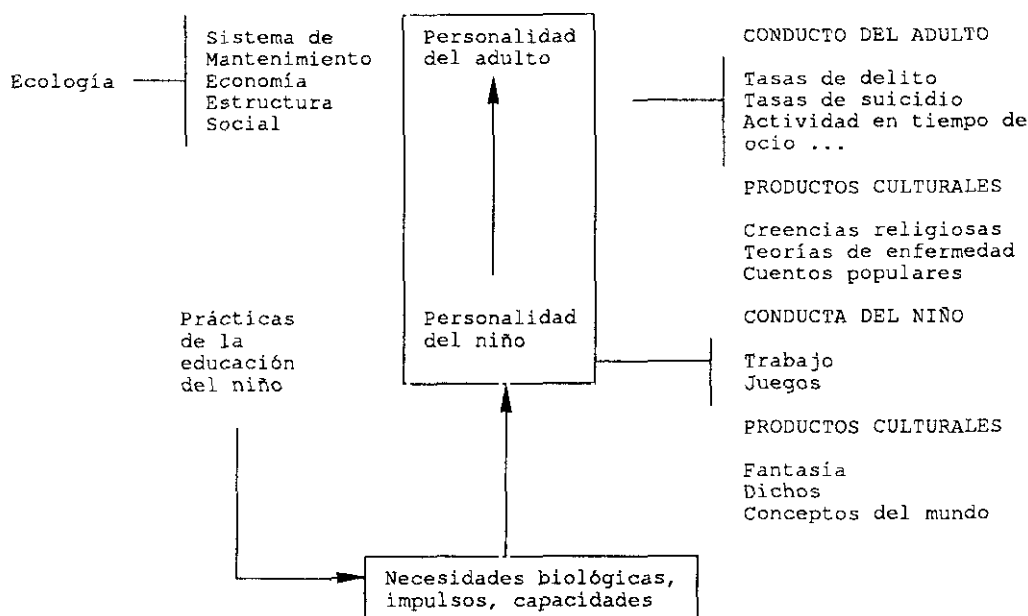 Ecología
Sistema de
Mantenimiento
Economía
Estructura
Social
Personalidad
del adulto
CONDUCTO DEL ADULTO
Tasas de delito
Tasas de suicidio
Actividad en tiempo de
ocio ...
PRODUCTOS CULTURALES
Creencias religiosas
Teorías de enfermedad
Cuentos populares
Prácticas
de la
educación
del niño
Personalidad
del niño
CONDUCTA DEL NIÑO
Trabajo
Juegos
PRODUCTOS CULTURALES
Fantasía
Dichos
Conceptos del mundo
Necesidades biológicas,
impulsos, capacidades